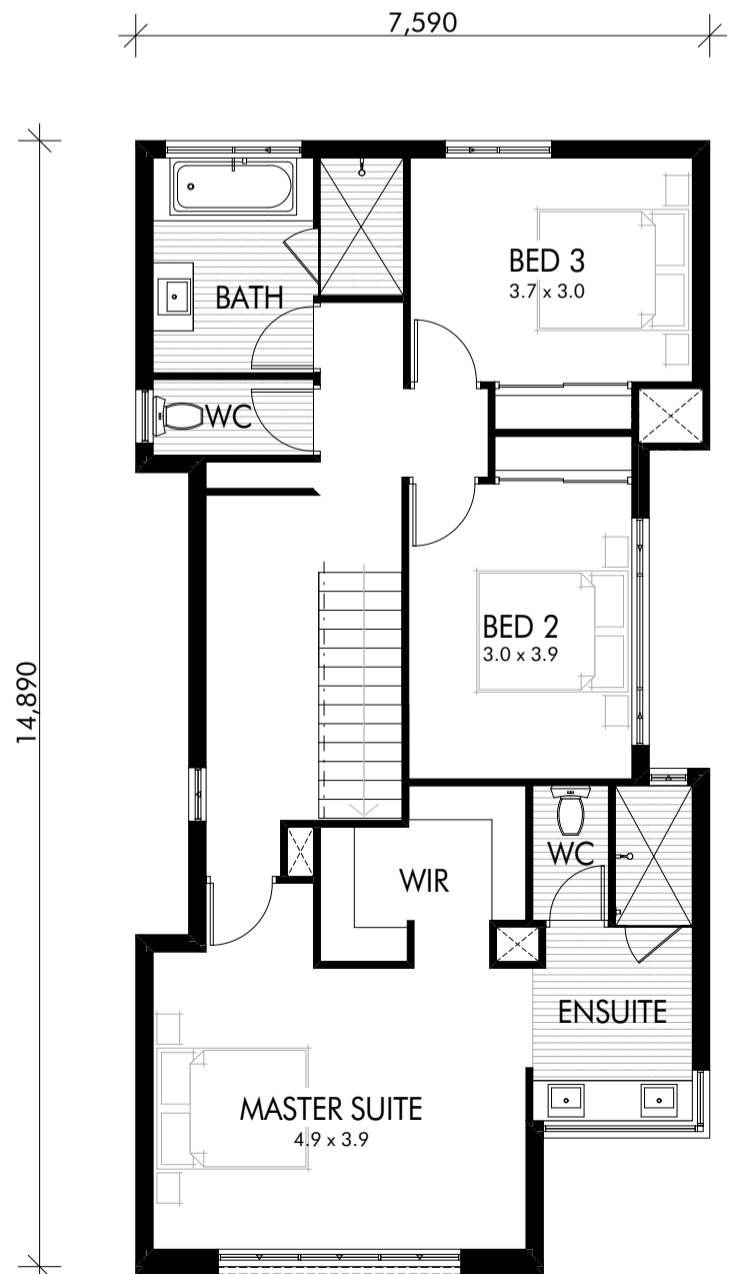 7,590
14,890
BED 3
3.7 x 3.0
BATH
WC
BED 2
3.0 x 3.9
WC
WIR
ENSUITE
MASTER SUITE
4.9 x 3.9